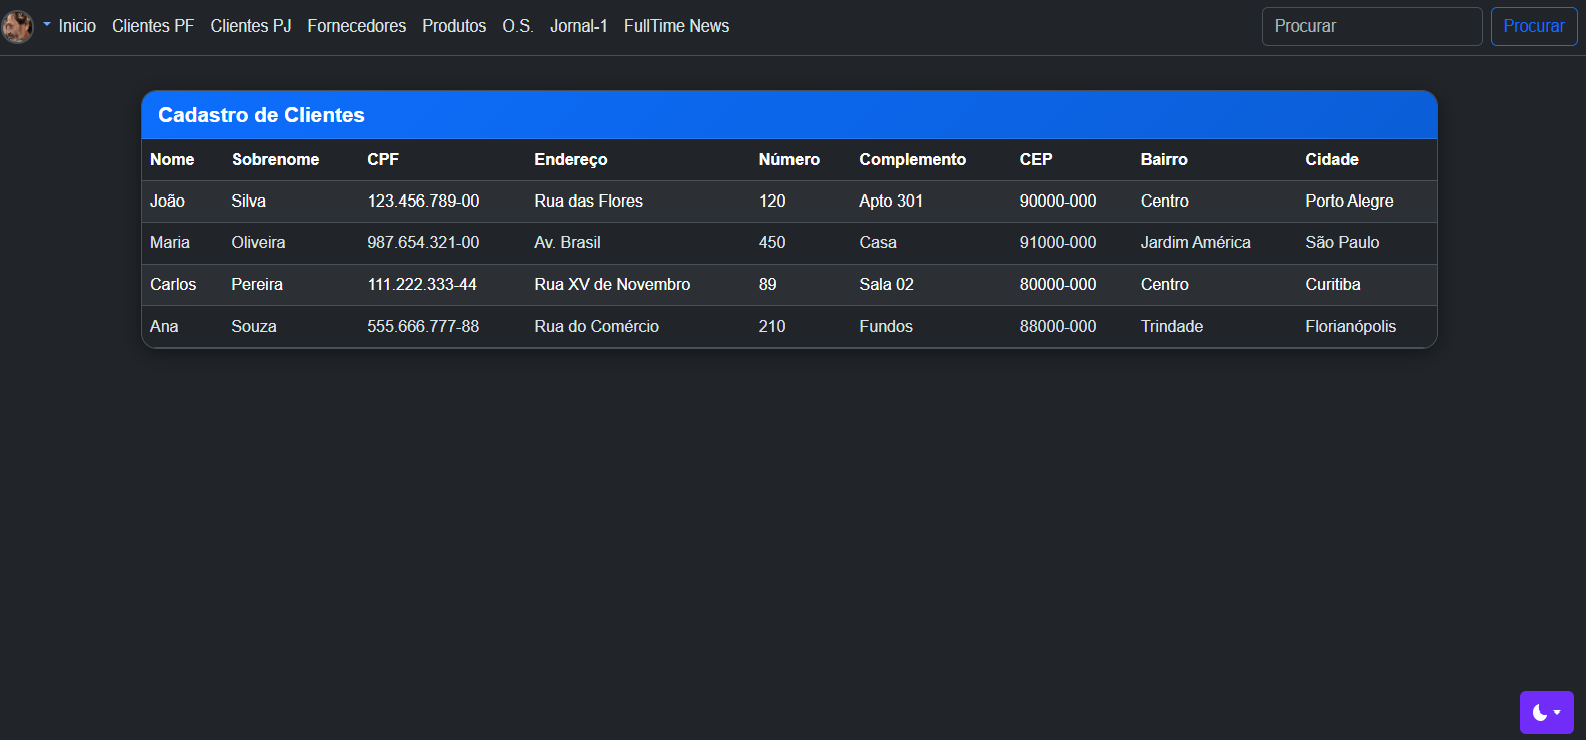 Inicio Clientes PF Clientes PJ Fornecedores Produtos O.S. Jornal-1 FullTime News Procurar Procurar
Cadastro de Clientes
Nome Sobrenome CPF Endereço Número Complemento CEP Bairro Cidade
João Silva 123.456.789-00 Rua das Flores 120 Apto 301 90000-000 Centro Porto Alegre
Maria Oliveira 987.654.321-00 Av. Brasil 450 Casa 91000-000 Jardim América São Paulo
Carlos Pereira 111.222.333-44 Rua XV de Novembro 89 Sala 02 80000-000 Centro Curitiba
Ana Souza 555.666.777-88 Rua do Comércio 210 Fundos 88000-000 Trindade Florianópolis